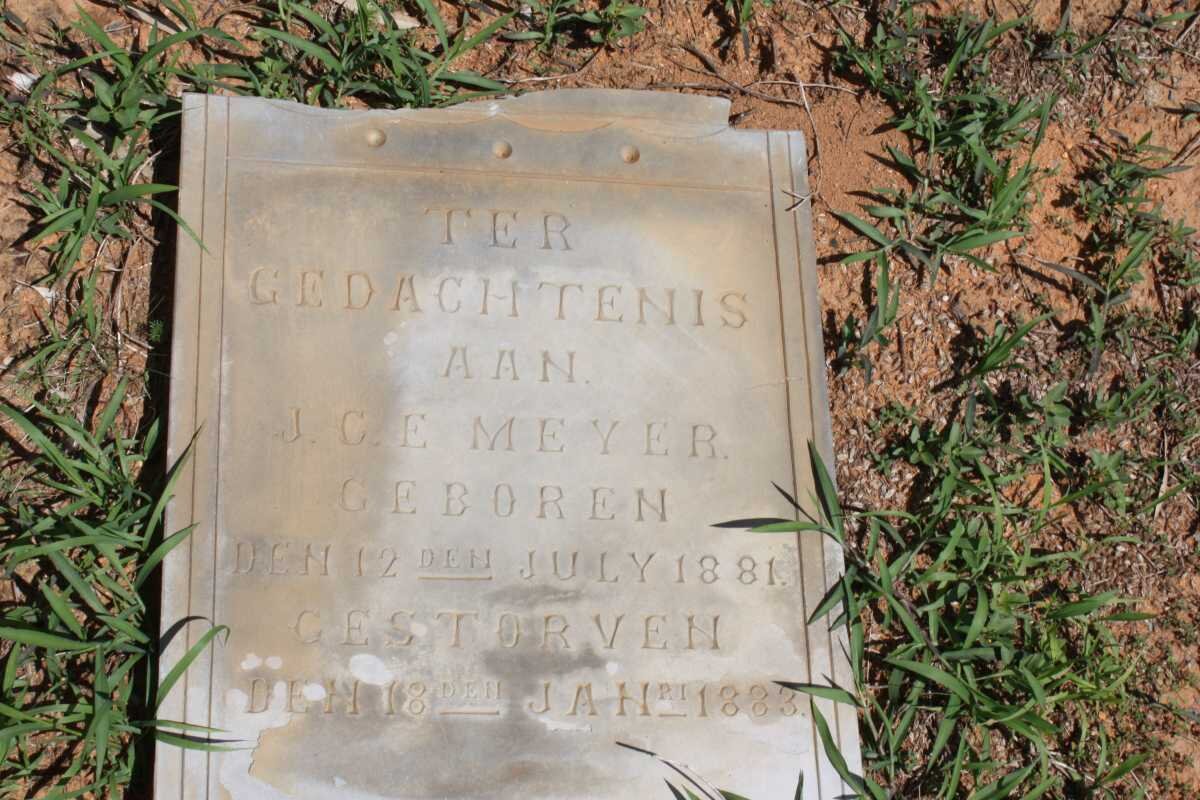 TER
GEDACHTENIS
AAN.
J. C. E MEYER.
GEBOREN
DEN 12 DEN JULY 1881.
GESTORVEN
DEN 18 DEN JANRI 1883.